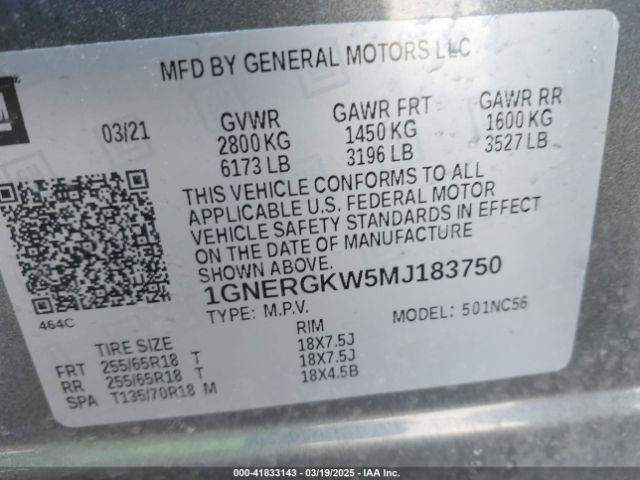 MFD BY GENERAL MOTORS LLC
03/21
GVWR GAWR FRT GAWR RR
2800 KG 1450 KG 1600 KG
6173 LB 3196 LB 3527 LB
THIS VEHICLE CONFORMS TO ALL
APPLICABLE U.S. FEDERAL MOTOR
VEHICLE SAFETY STANDARDS IN EFFECT
ON THE DATE OF MANUFACTURE
SHOWN ABOVE.
1GNERGKW5MJ183750
464C
TYPE: M.P.V. MODEL: 501NC56
TIRE SIZE RIM
FRT 255/65R18 T 18X7.5J
RR 255/65R18 T 18X7.5J
SPA T135/70R18 M 18X4.5B
000-41833143 - 03/19/2025 - IAA Inc.